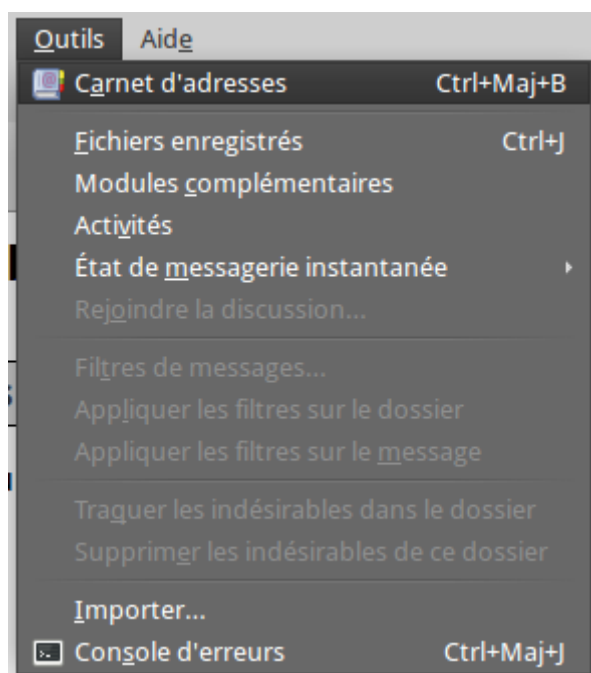 Outils Aide
Carnet d'adresses Ctrl+Maj+B
Fichiers enregistrés Ctrl+J
Modules complémentaires
Activités
État de messagerie instantanée
Rejoindre la discussion...
Filtres de messages...
Appliquer les filtres sur le dossier
Appliquer les filtres sur le message
Traquer les indésirables dans le dossier
Supprimer les indésirables de ce dossier
Importer...
Console d'erreurs Ctrl+Maj+J